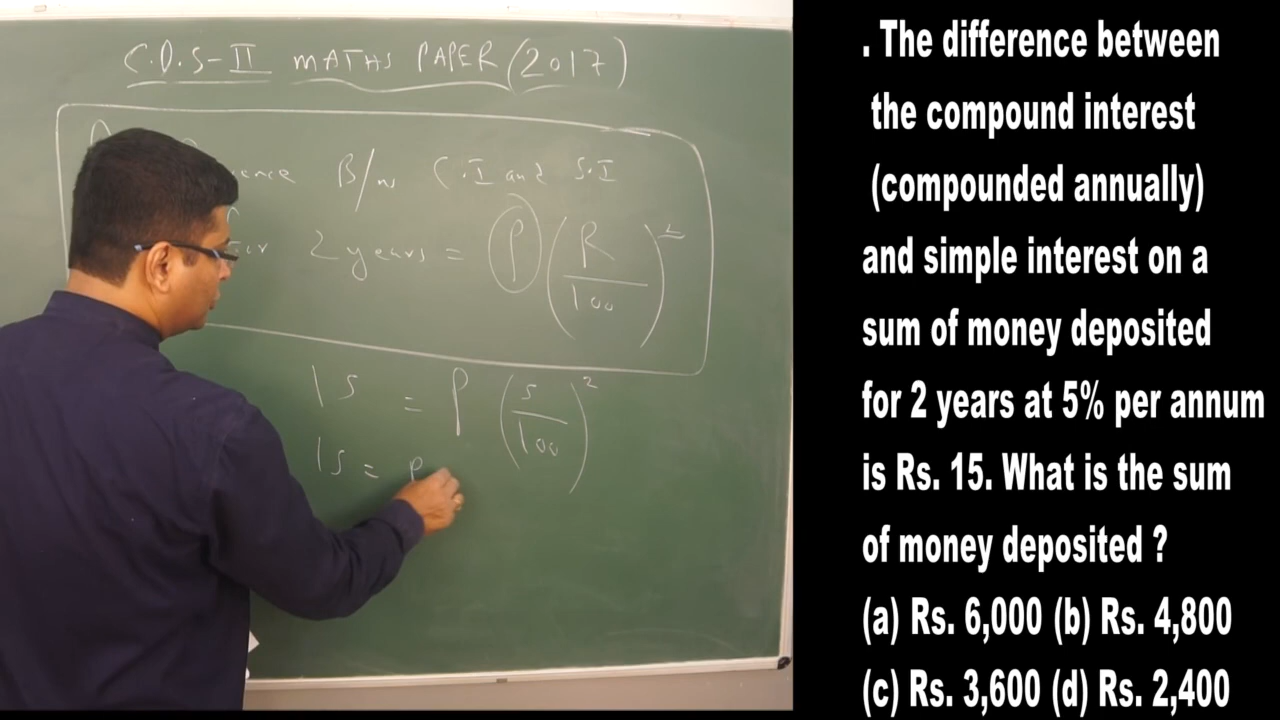 C.D.S-II MATHS PAPER (2017)
B/w C.I and S.I
for 2 years = P (R/100)²
15 = P (5/100)²
15 = P
. The difference between
the compound interest
(compounded annually)
and simple interest on a
sum of money deposited
for 2 years at 5% per annum
is Rs. 15. What is the sum
of money deposited ?
(a) Rs. 6,000 (b) Rs. 4,800
(c) Rs. 3,600 (d) Rs. 2,400